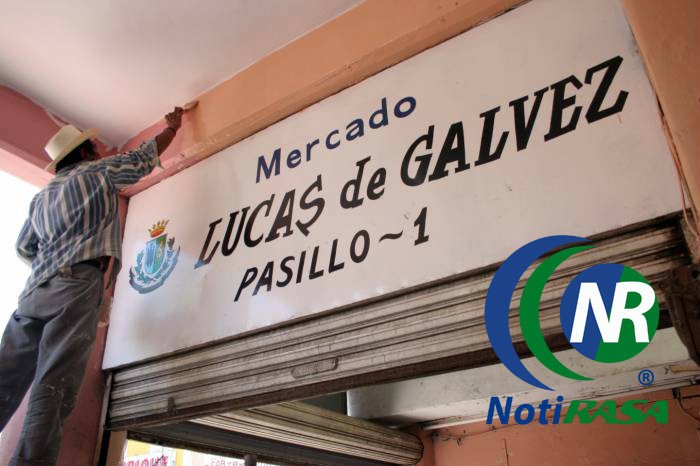 Mercado
LUCAS de GALVEZ
PASILLO~1
NR
®
NotiRASA